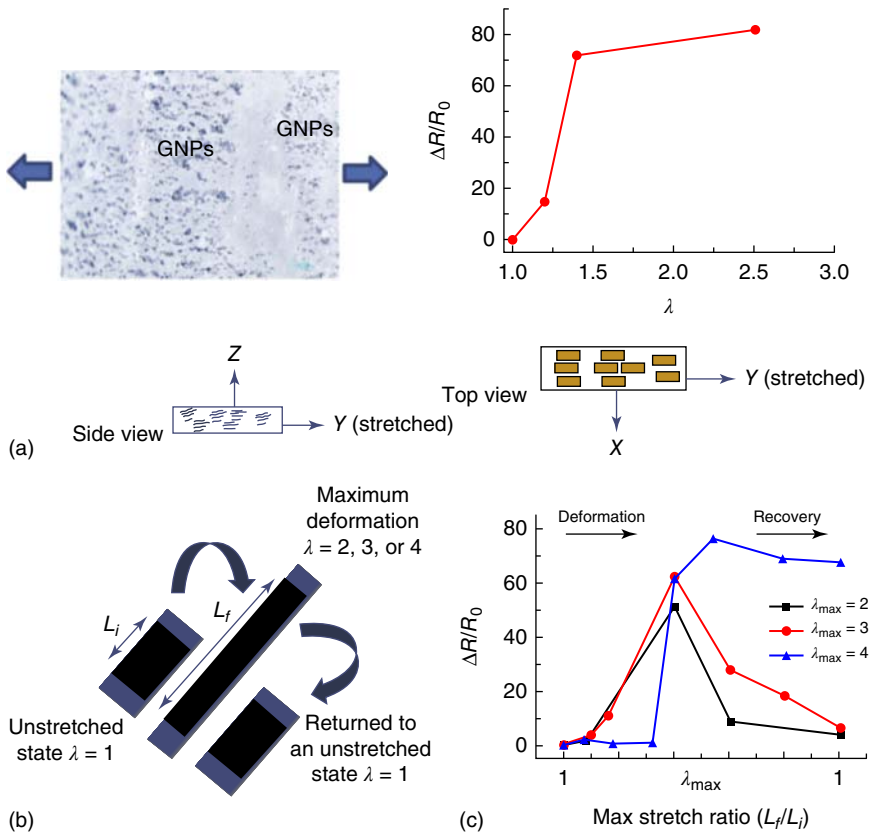 GNPs
GNPs
ΔR/R₀
80
60
40
20
0
1.0
1.5
2.0
2.5
3.0
λ
Z
Side view
Y (stretched)
Top view
Y (stretched)
X
(a)
Maximum
deformation
λ = 2, 3, or 4
Lᵢ
L_f
Unstretched
state λ = 1
Returned to
an unstretched
state λ = 1
(b)
ΔR/R₀
80
60
40
20
0
Deformation
Recovery
λmax = 2
λmax = 3
λmax = 4
1
λmax
1
Max stretch ratio (L_f/Lᵢ)
(c)